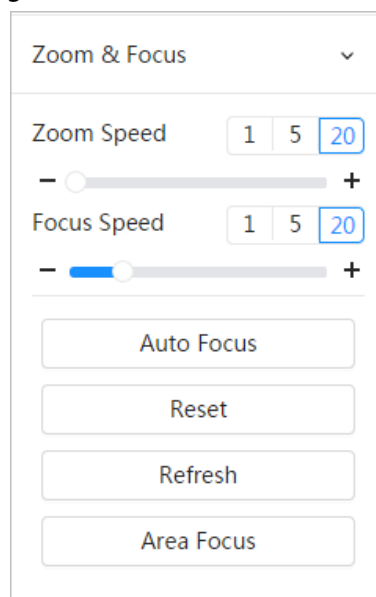 Zoom & Focus
Zoom Speed 1 5 20
− +
Focus Speed 1 5 20
− +
Auto Focus
Reset
Refresh
Area Focus